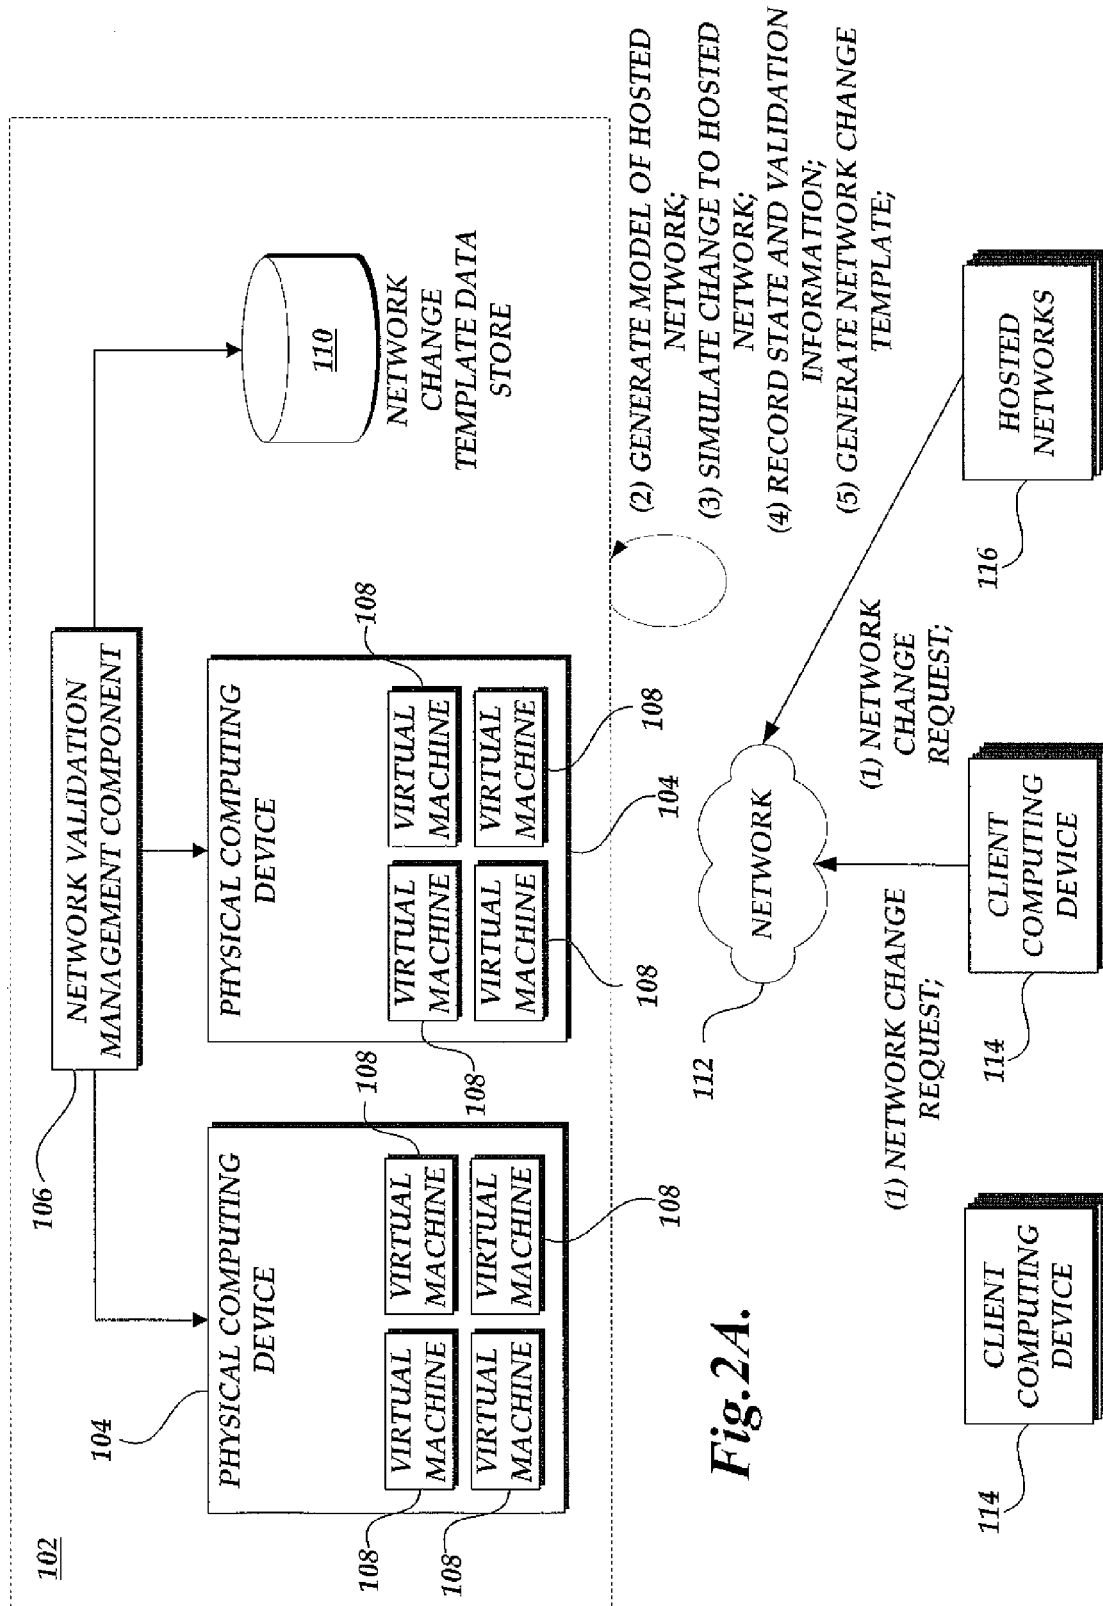 102
106
NETWORK VALIDATION
MANAGEMENT COMPONENT
104
PHYSICAL COMPUTING
DEVICE
108
VIRTUAL
MACHINE
VIRTUAL
MACHINE
108
VIRTUAL
MACHINE
108
VIRTUAL
MACHINE
108
PHYSICAL COMPUTING
DEVICE
108
VIRTUAL
MACHINE
VIRTUAL
MACHINE
108
VIRTUAL
MACHINE
108
VIRTUAL
MACHINE
108
104
110
NETWORK
CHANGE
TEMPLATE DATA
STORE
(2) GENERATE MODEL OF HOSTED
NETWORK;
(3) SIMULATE CHANGE TO HOSTED
NETWORK;
(4) RECORD STATE AND VALIDATION
INFORMATION;
(5) GENERATE NETWORK CHANGE
TEMPLATE;
112
NETWORK
(1) NETWORK CHANGE
REQUEST;
(1) NETWORK
CHANGE
REQUEST;
114
CLIENT
COMPUTING
DEVICE
114
CLIENT
COMPUTING
DEVICE
116
HOSTED
NETWORKS
Fig.2A.